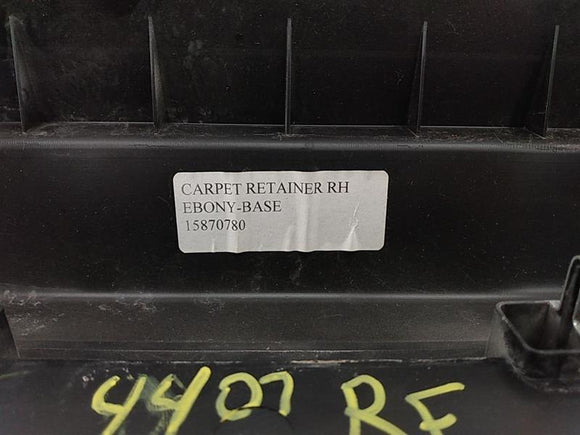 CARPET RETAINER RH
EBONY-BASE
15870780
4407 RF